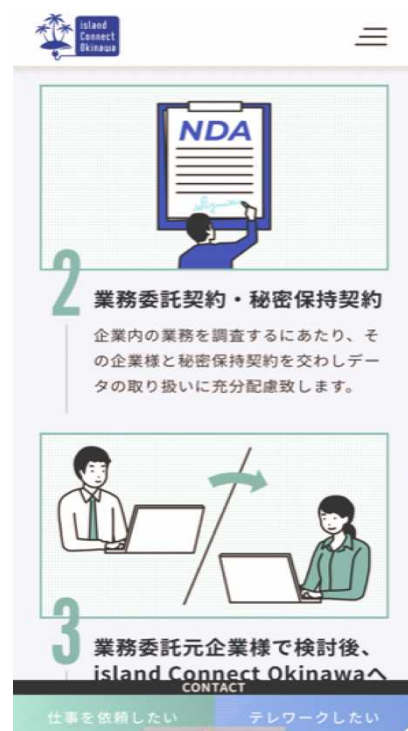 island
Connect
Okinawa
NDA
2
業務委託契約・秘密保持契約
企業内の業務を調査するにあたり、そ
の企業様と秘密保持契約を交わしデー
タの取り扱いに充分配慮致します。
3
業務委託元企業様で検討後、
island Connect Okinawaへ
CONTACT
仕事を依頼したい
テレワークしたい